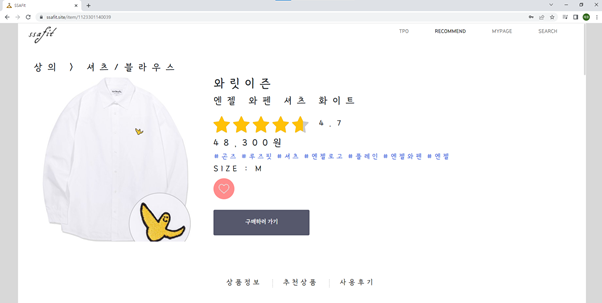 SSAFIT
ssafit.site/item/1123301140039
ssafit
TPO RECOMMEND MYPAGE SEARCH
상의 > 셔츠/블라우스
와릿이즌
엔젤 와펜 셔츠 화이트
4.7
48,300원
#곤즈 #루스핏 #셔츠 #엔젤로고 #플레인 #엔젤와펜 #엔젤
SIZE : M
구매하러 가기
상품정보 추천상품 사용후기